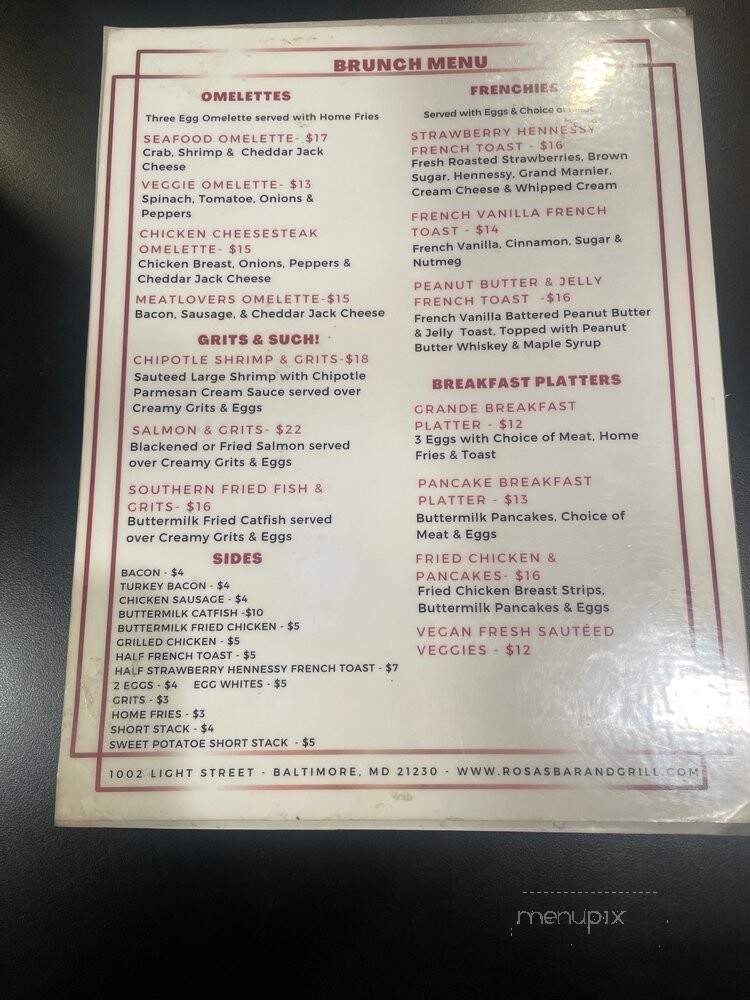 BRUNCH MENU
OMELETTES
Three Egg Omelette served with Home Fries
SEAFOOD OMELETTE- $17
Crab, Shrimp & Cheddar Jack
Cheese
VEGGIE OMELETTE- $13
Spinach, Tomatoe, Onions &
Peppers
CHICKEN CHEESESTEAK
OMELETTE- $15
Chicken Breast, Onions, Peppers &
Cheddar Jack Cheese
MEATLOVERS OMELETTE-$15
Bacon, Sausage, & Cheddar Jack Cheese
GRITS & SUCH!
CHIPOTLE SHRIMP & GRITS-$18
Sauteed Large Shrimp with Chipotle
Parmesan Cream Sauce served over
Creamy Grits & Eggs
SALMON & GRITS- $22
Blackened or Fried Salmon served
over Creamy Grits & Eggs
SOUTHERN FRIED FISH &
GRITS- $16
Buttermilk Fried Catfish served
over Creamy Grits & Eggs
SIDES
BACON - $4
TURKEY BACON - $4
CHICKEN SAUSAGE - $4
BUTTERMILK CATFISH -$10
BUTTERMILK FRIED CHICKEN - $5
GRILLED CHICKEN - $5
HALF FRENCH TOAST - $5
HALF STRAWBERRY HENNESSY FRENCH TOAST - $7
2 EGGS - $4 EGG WHITES - $5
GRITS - $3
HOME FRIES - $3
SHORT STACK - $4
SWEET POTATOE SHORT STACK - $5
FRENCHIES
Served with Eggs & Choice of
STRAWBERRY HENNESSY
FRENCH TOAST - $16
Fresh Roasted Strawberries, Brown
Sugar, Hennessy, Grand Marnier,
Cream Cheese & Whipped Cream
FRENCH VANILLA FRENCH
TOAST - $14
French Vanilla, Cinnamon, Sugar &
Nutmeg
PEANUT BUTTER & JELLY
FRENCH TOAST -$16
French Vanilla Battered Peanut Butter
& Jelly Toast, Topped with Peanut
Butter Whiskey & Maple Syrup
BREAKFAST PLATTERS
GRANDE BREAKFAST
PLATTER - $12
3 Eggs with Choice of Meat, Home
Fries & Toast
PANCAKE BREAKFAST
PLATTER - $13
Buttermilk Pancakes, Choice of
Meat & Eggs
FRIED CHICKEN &
PANCAKES- $16
Fried Chicken Breast Strips,
Buttermilk Pancakes & Eggs
VEGAN FRESH SAUTÉED
VEGGIES - $12
1002 LIGHT STREET - BALTIMORE, MD 21230 - WWW.ROSASBARANDGRILL.COM
menupix